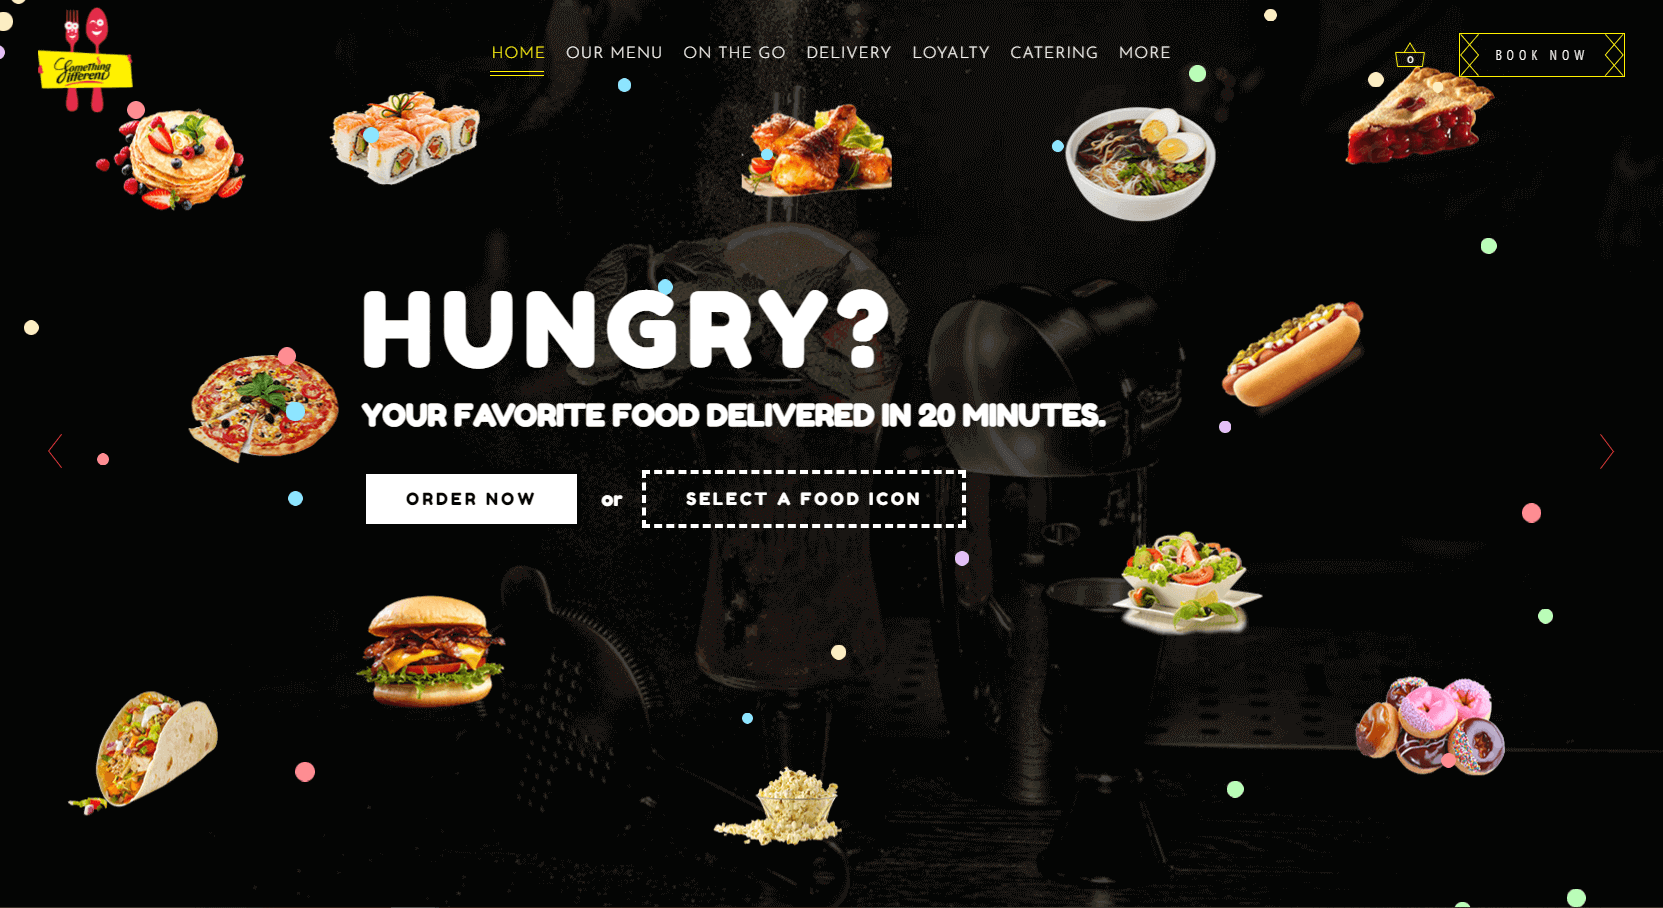 Something
Different
HOME OUR MENU ON THE GO DELIVERY LOYALTY CATERING MORE
0
BOOK NOW
HUNGRY?
YOUR FAVORITE FOOD DELIVERED IN 20 MINUTES.
ORDER NOW or SELECT A FOOD ICON